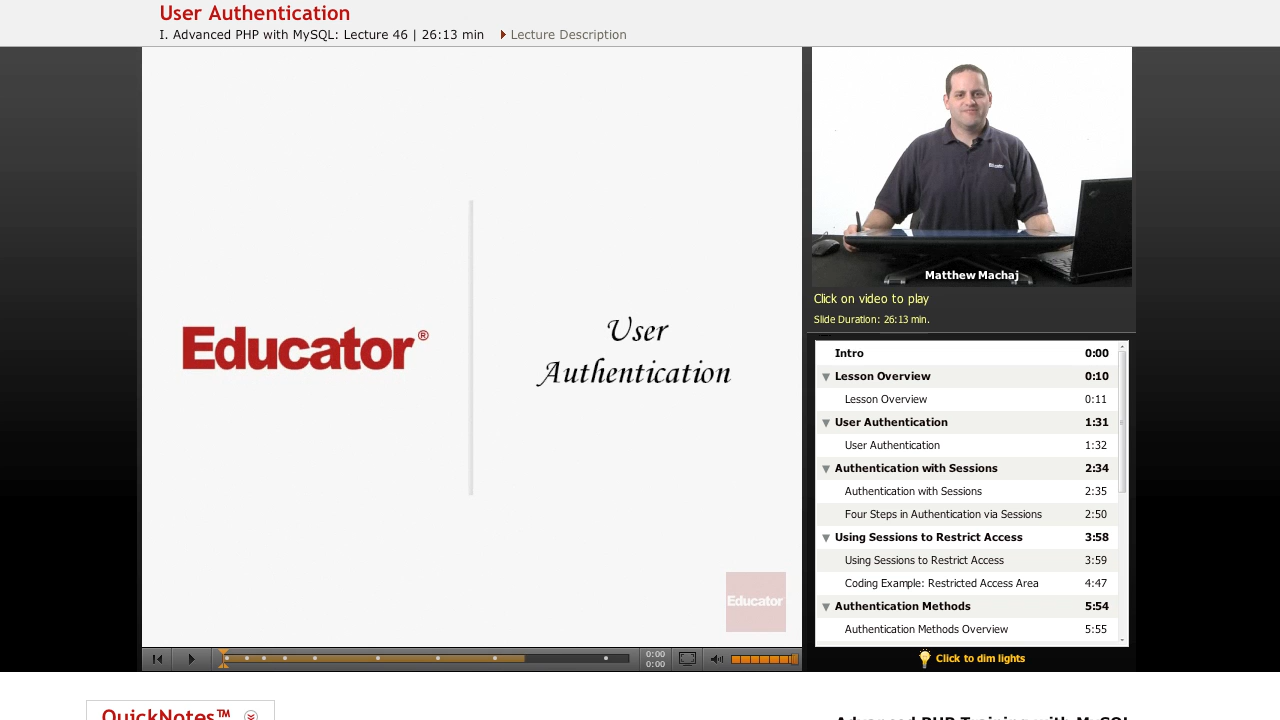 User Authentication
I. Advanced PHP with MySQL: Lecture 46 | 26:13 min Lecture Description
Educator®
User
Authentication
Educator
Matthew Machaj
Click on video to play
Slide Duration: 26:13 min.
Intro 0:00
Lesson Overview 0:10
Lesson Overview 0:11
User Authentication 1:31
User Authentication 1:32
Authentication with Sessions 2:34
Authentication with Sessions 2:35
Four Steps in Authentication via Sessions 2:50
Using Sessions to Restrict Access 3:58
Using Sessions to Restrict Access 3:59
Coding Example: Restricted Access Area 4:47
Authentication Methods 5:54
Authentication Methods Overview 5:55
0:00
0:00
Click to dim lights
QuickNotes™
Advanced PHP Training with MySQL